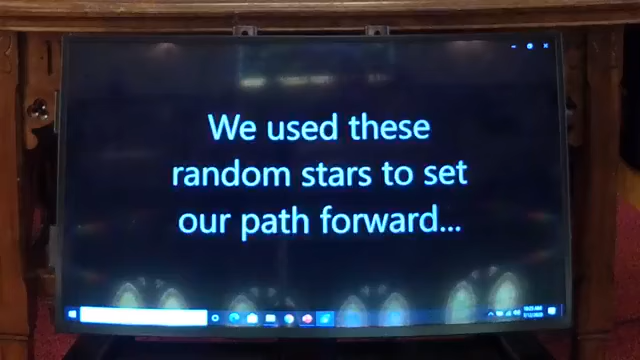 We used these
random stars to set
our path forward...